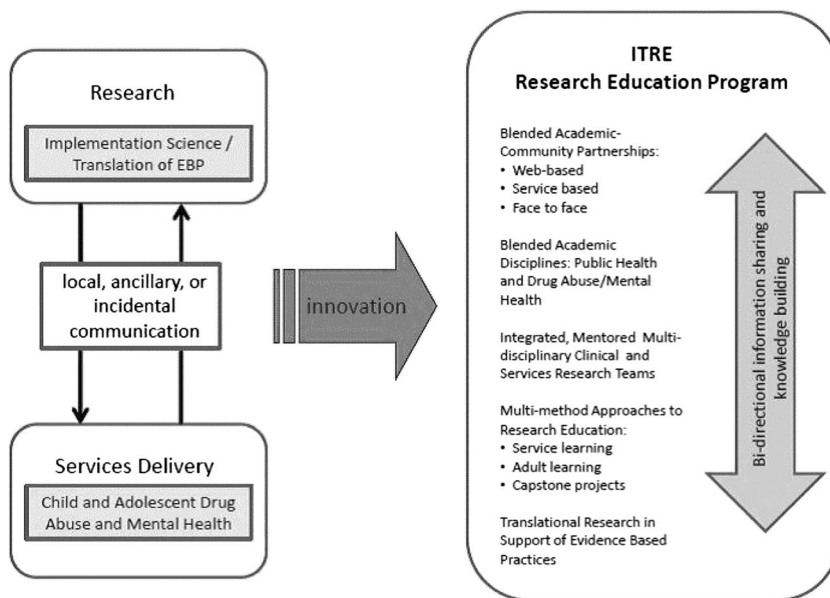 Research
Implementation Science /
Translation of EBP
local, ancillary, or
incidental
communication
Services Delivery
Child and Adolescent Drug
Abuse and Mental Health
innovation
ITRE
Research Education Program
Blended Academic-
Community Partnerships:
• Web-based
• Service based
• Face to face
Blended Academic
Disciplines: Public Health
and Drug Abuse/Mental
Health
Integrated, Mentored Multi-
disciplinary Clinical and
Services Research Teams
Multi-method Approaches to
Research Education:
• Service learning
• Adult learning
• Capstone projects
Translational Research in
Support of Evidence Based
Practices
Bi-directional information sharing and
knowledge building